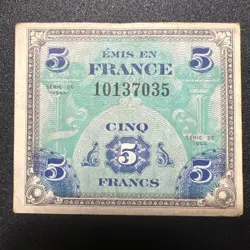 5 ÉMIS EN 5
FRANCE
10137035
SÉRIE DE
CINQ
SÉRIE DE
5 5 5
FRANCS